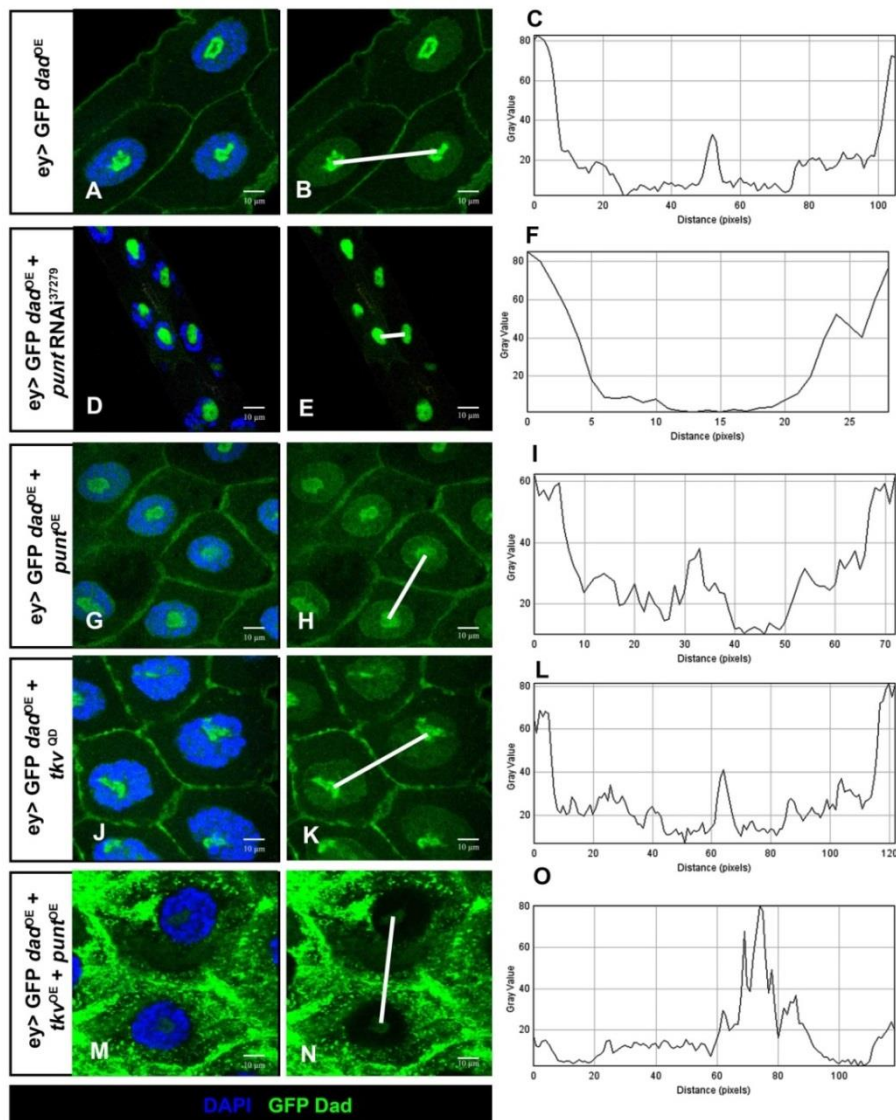 ey> GFP dadOE
A
10 µm
B
10 µm
C
Gray Value
80
60
40
20
0 20 40 60 80 100
Distance (pixels)
ey> GFP dadOE +
punt RNAi37279
D
10 µm
E
10 µm
F
Gray Value
80
60
40
20
0 5 10 15 20 25
Distance (pixels)
ey> GFP dadOE +
puntOE
G
10 µm
H
10 µm
I
Gray Value
60
40
20
0 10 20 30 40 50 60 70
Distance (pixels)
ey> GFP dadOE +
tkv QD
J
10 µm
K
10 µm
L
Gray Value
80
60
40
20
0 20 40 60 80 100 120
Distance (pixels)
ey> GFP dadOE +
tkvOE + puntOE
M
10 µm
N
10 µm
O
Gray Value
80
60
40
20
0 20 40 60 80 100
Distance (pixels)
DAPI GFP Dad